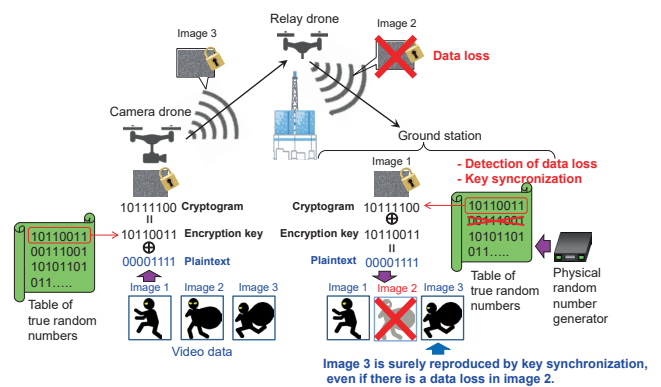 Relay drone
Image 3
Image 2
Data loss
Camera drone
Ground station
Image 1
- Detection of data loss
- Key syncronization
10111100
Cryptogram
=
10110011
Encryption key
⊕
00001111
Plaintext
Image 1
Image 2
Image 3
Video data
10110011
00111001
10101101
011.....
Table of
true random
numbers
Cryptogram
10111100
⊕
Encryption key
10110011
=
Plaintext
00001111
Image 1
Image 2
Image 3
10110011
00111001
10101101
011.....
Table of
true random
numbers
Physical
random
number
generator
Image 3 is surely reproduced by key synchronization,
even if there is a data loss in image 2.